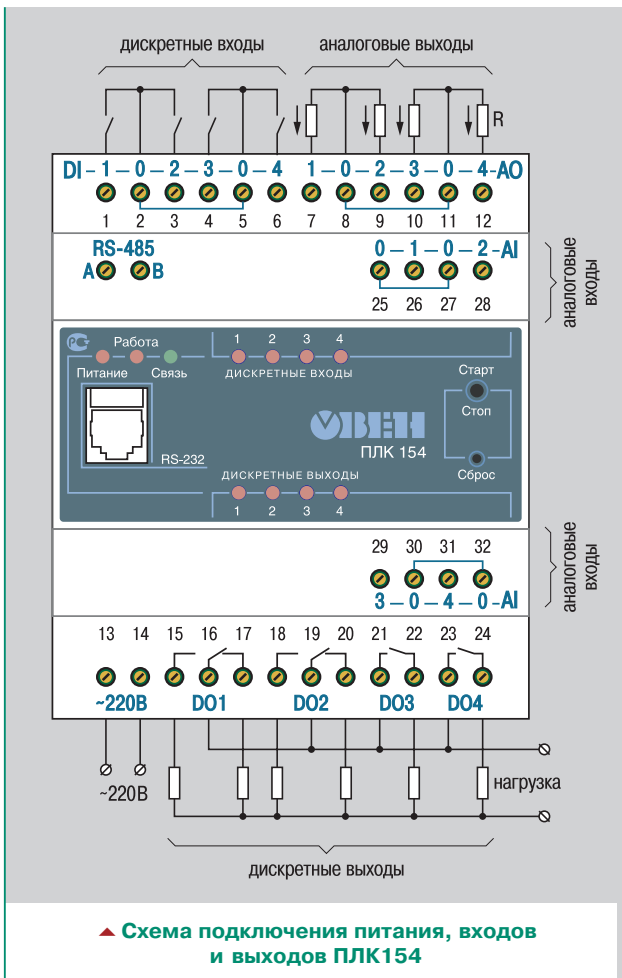 дискретные входы аналоговые выходы
R
DI – 1 – 0 – 2 – 3 – 0 – 4 1 – 0 – 2 – 3 – 0 – 4 – AO
1 2 3 4 5 6 7 8 9 10 11 12
RS-485 0 – 1 – 0 – 2 – AI
A B
25 26 27 28
аналоговые
входы
РС
Работа
Питание Связь
1 2 3 4
ДИСКРЕТНЫЕ ВХОДЫ
Старт
Стоп
ОВЕН
ПЛК 154
RS-232
Сброс
ДИСКРЕТНЫЕ ВЫХОДЫ
1 2 3 4
29 30 31 32
3 – 0 – 4 – 0 – AI
аналоговые
входы
13 14 15 16 17 18 19 20 21 22 23 24
~220В DO1 DO2 DO3 DO4
~220В
нагрузка
дискретные выходы
Схема подключения питания, входов
и выходов ПЛК154